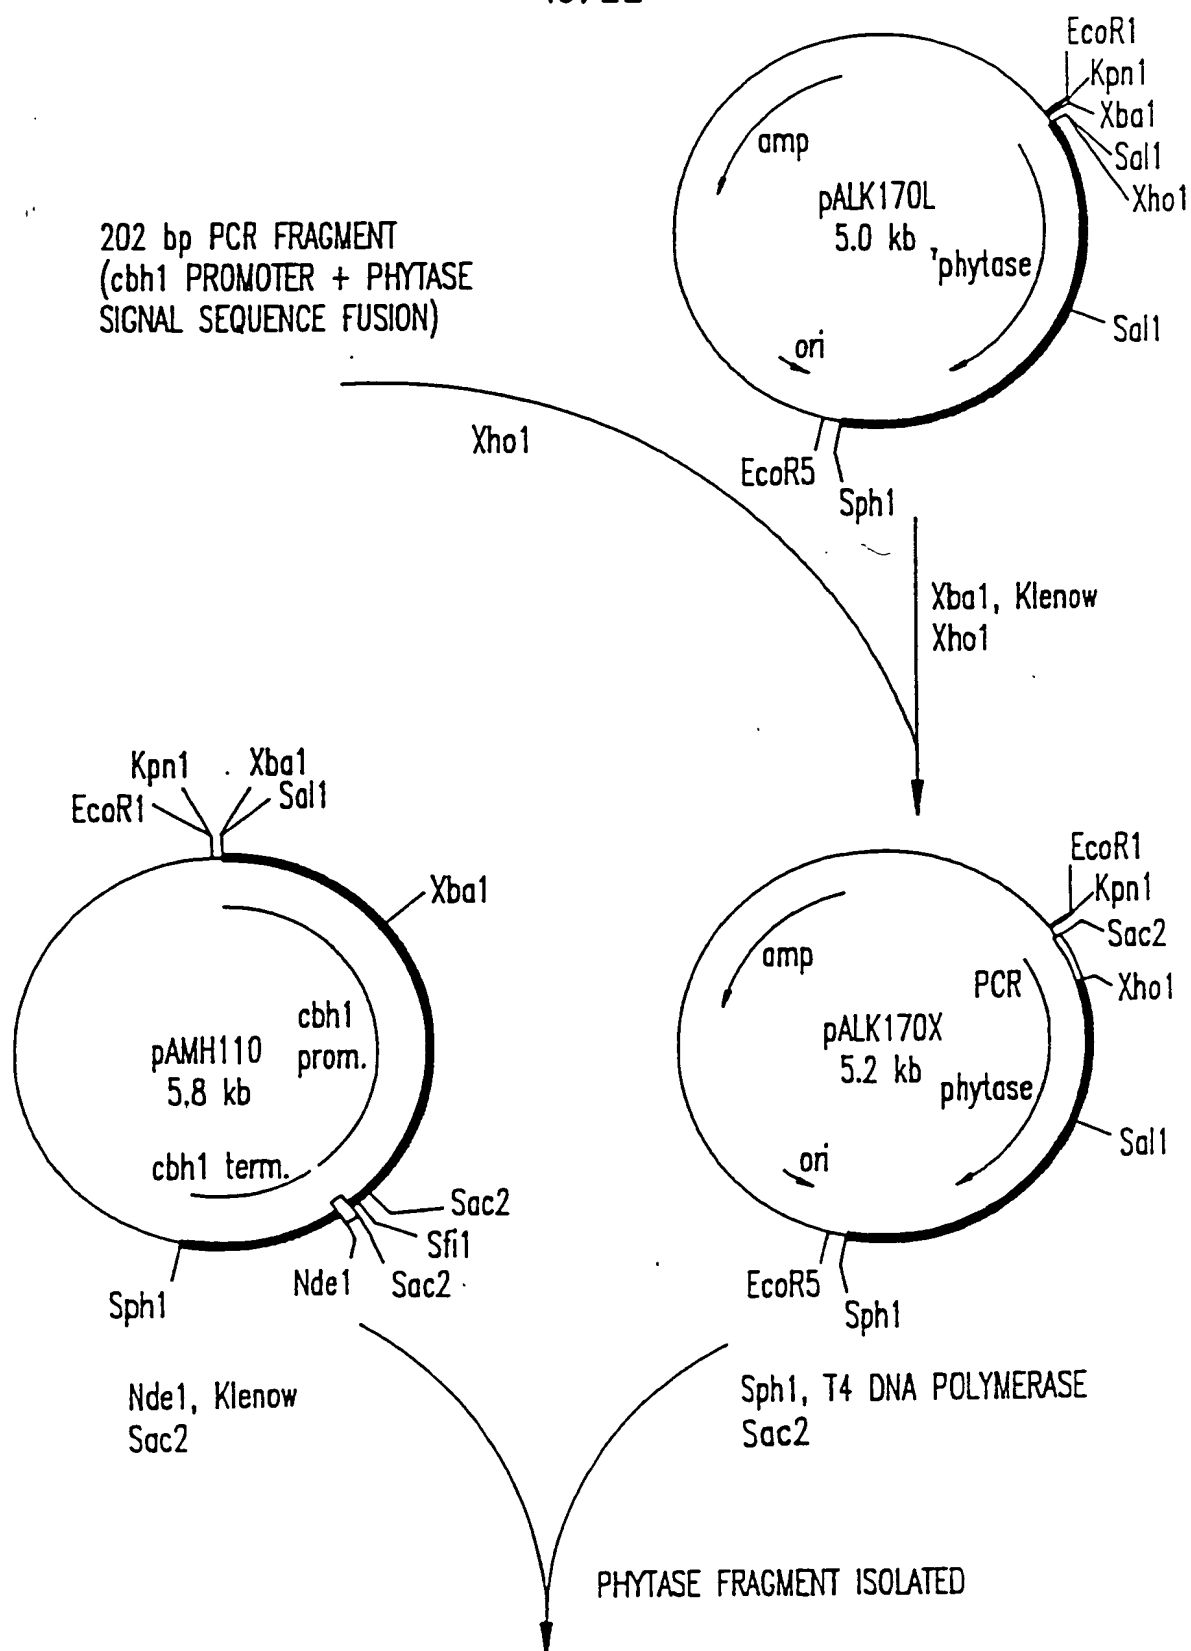 EcoR1
Kpn1
Xba1
Sal1
Xho1
amp
pALK170L
5.0 kb
phytase
Sal1
ori
EcoR5
Sph1
202 bp PCR FRAGMENT
(cbh1 PROMOTER + PHYTASE
SIGNAL SEQUENCE FUSION)
Xho1
Xba1, Klenow
Xho1
Kpn1
Xba1
EcoR1
Sal1
Xba1
cbh1
prom.
pAMH110
5.8 kb
cbh1 term.
Sac2
Sfi1
Nde1
Sac2
Sph1
EcoR1
Kpn1
Sac2
Xho1
amp
PCR
pALK170X
5.2 kb
phytase
Sal1
ori
EcoR5
Sph1
Nde1, Klenow
Sac2
Sph1, T4 DNA POLYMERASE
Sac2
PHYTASE FRAGMENT ISOLATED